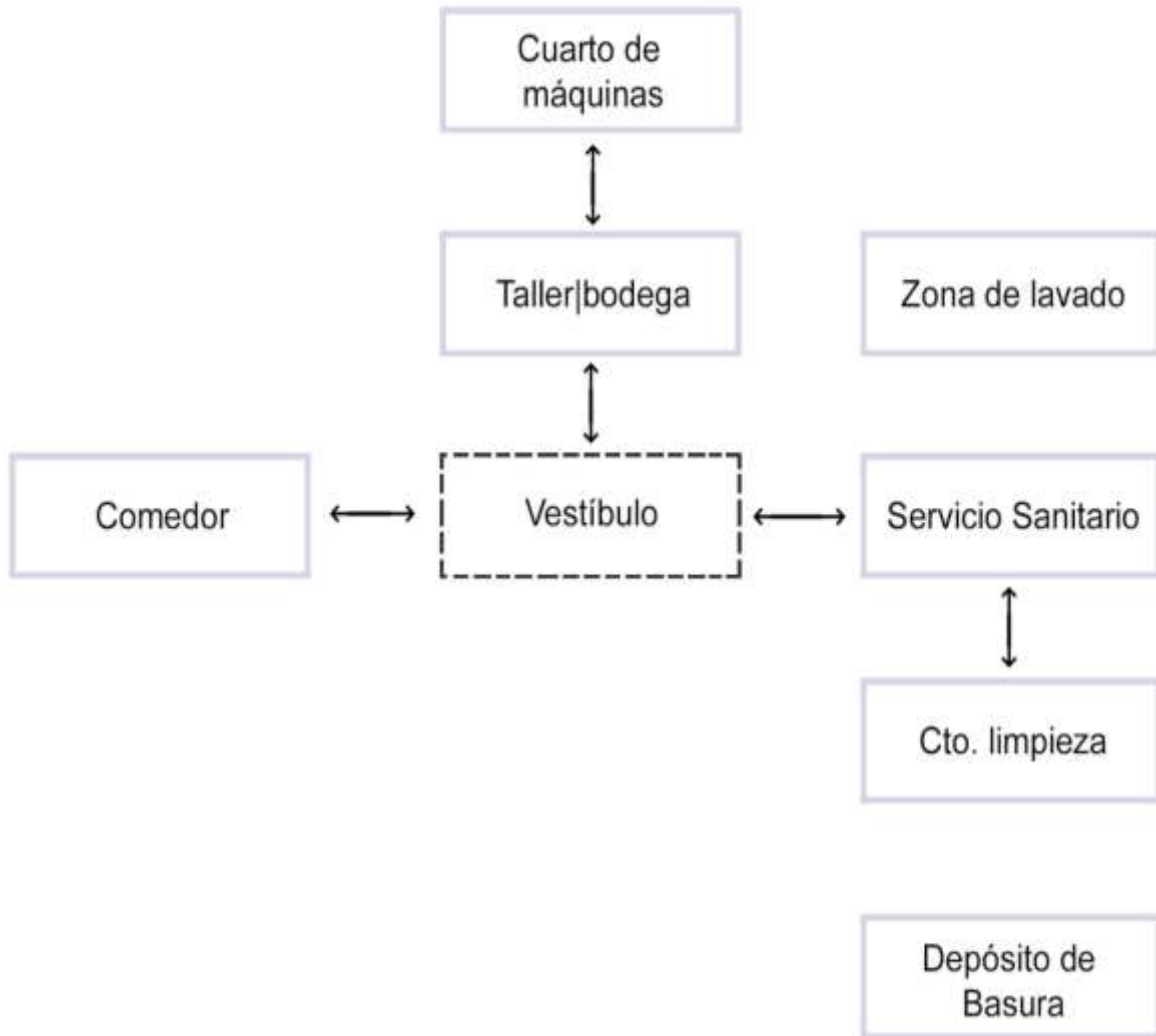 Cuarto de
máquinas
Taller|bodega
Zona de lavado
Comedor
Vestíbulo
Servicio Sanitario
Cto. limpieza
Depósito de
Basura